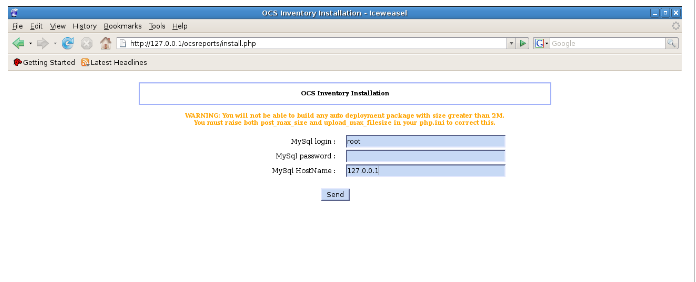 OCS Inventory Installation - Iceweasel
File Edit View History Bookmarks Tools Help
http://127.0.0.1/ocsreports/install.php
Google
Getting Started Latest Headlines
OCS Inventory Installation
WARNING: You will not be able to build any auto deployment package with size greater than 2M.
You must raise both post_max_size and upload_max_filesize in your php.ini to correct this.
MySql login : root
MySql password :
MySql HostName : 127.0.0.1
Send